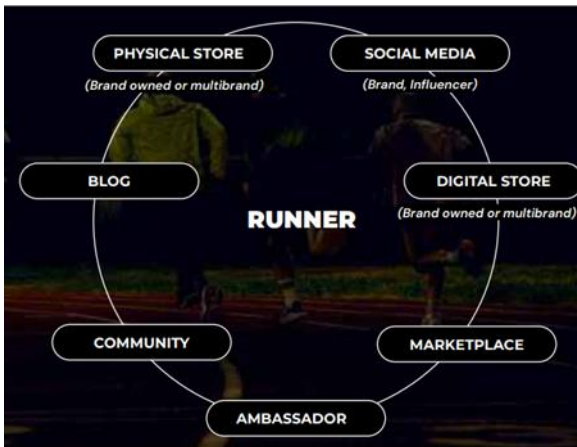 PHYSICAL STORE
(Brand owned or multibrand)
SOCIAL MEDIA
(Brand, Influencer)
BLOG
DIGITAL STORE
(Brand owned or multibrand)
RUNNER
COMMUNITY
MARKETPLACE
AMBASSADOR